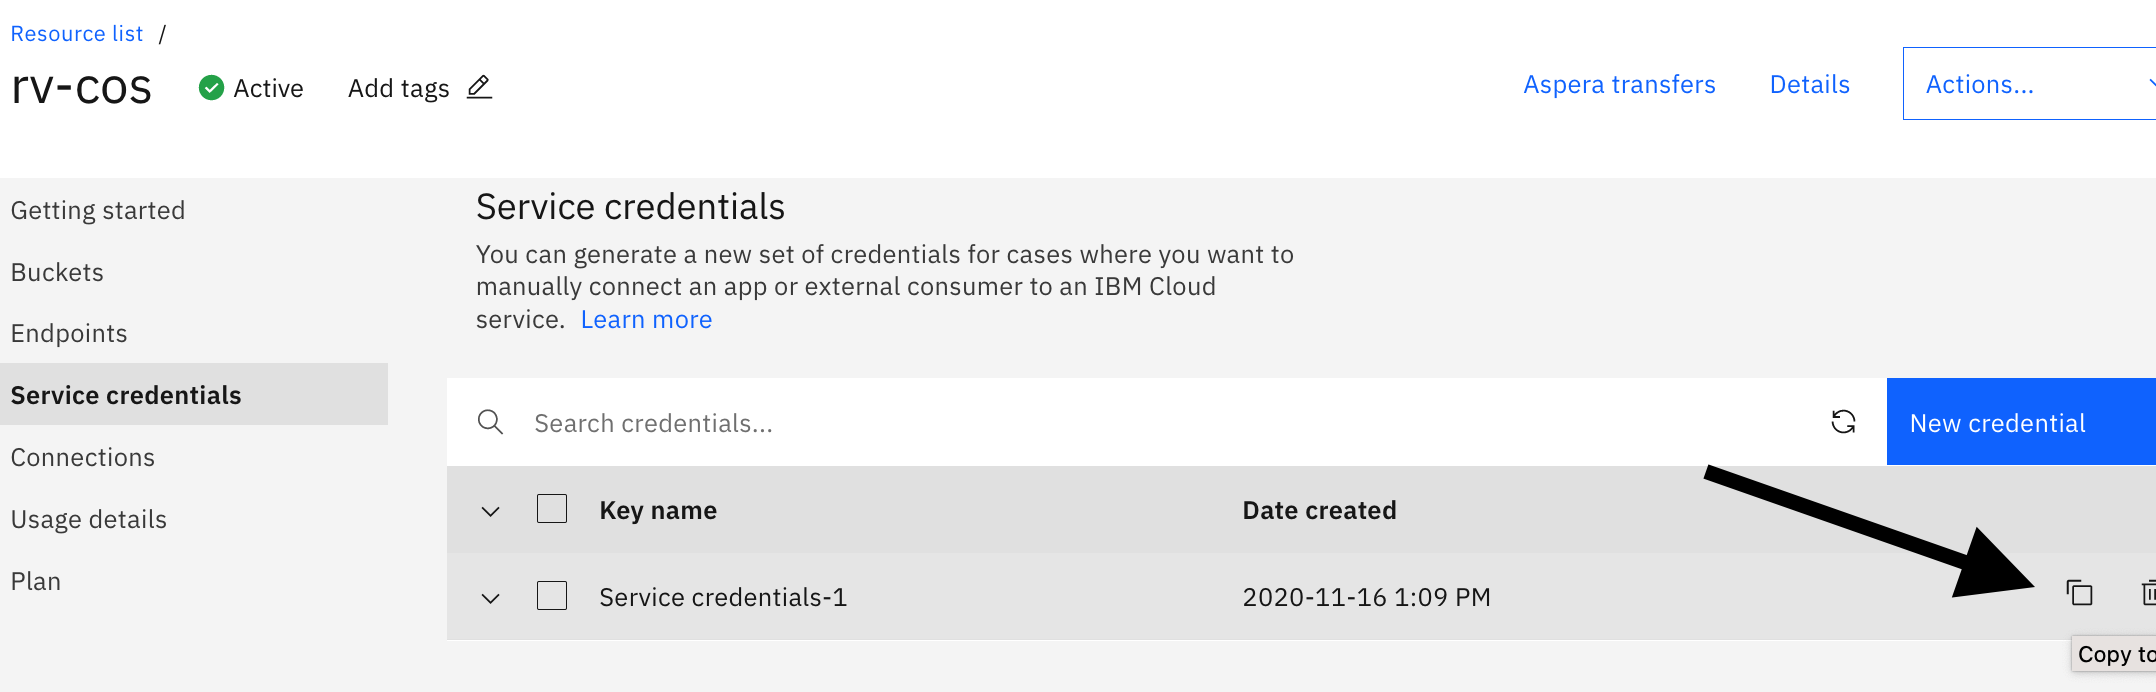 Resource list /
rv-cos Active Add tags
Aspera transfers Details Actions...
Getting started
Buckets
Endpoints
Service credentials
Connections
Usage details
Plan
Service credentials
You can generate a new set of credentials for cases where you want to
manually connect an app or external consumer to an IBM Cloud
service. Learn more
Search credentials...
New credential
Key name Date created
Service credentials-1 2020-11-16 1:09 PM
Copy to